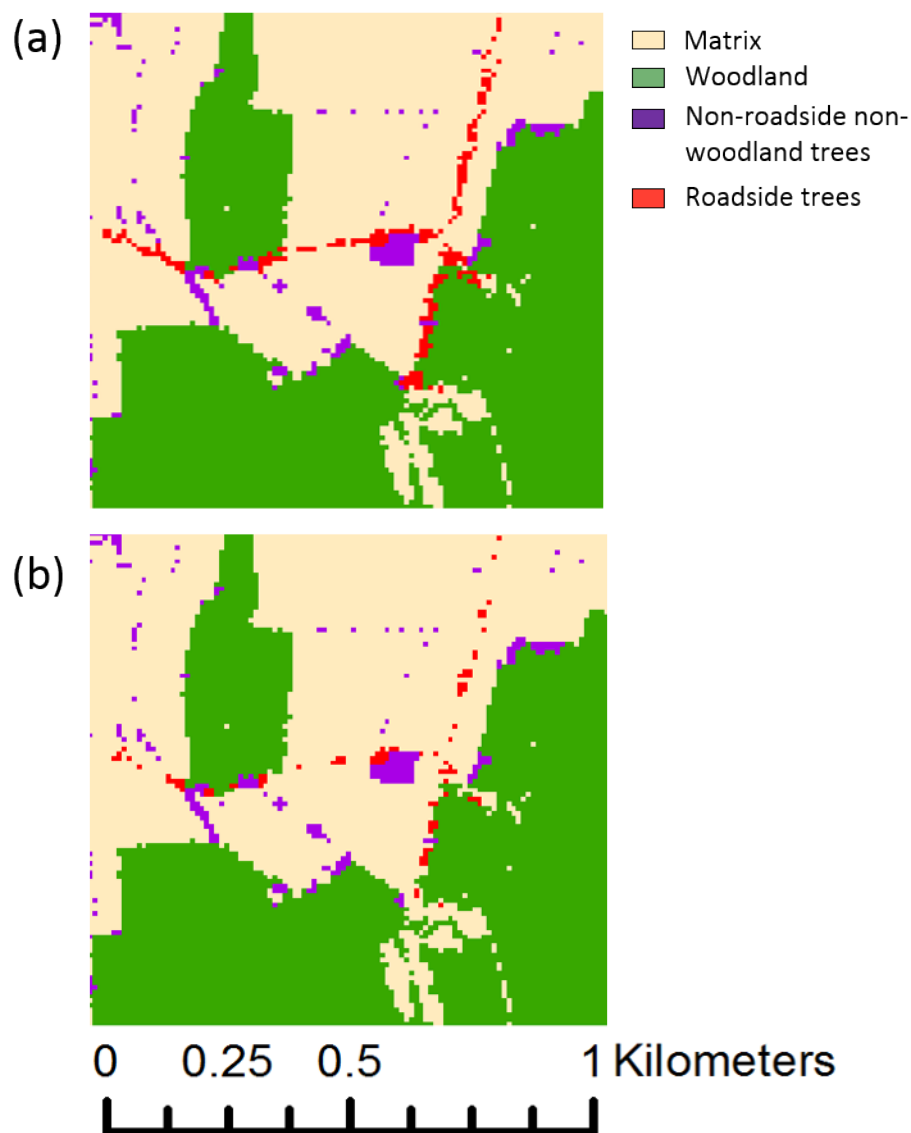 (a)
Matrix
Woodland
Non-roadside non-
woodland trees
Roadside trees
(b)
0 0.25 0.5 1 Kilometers